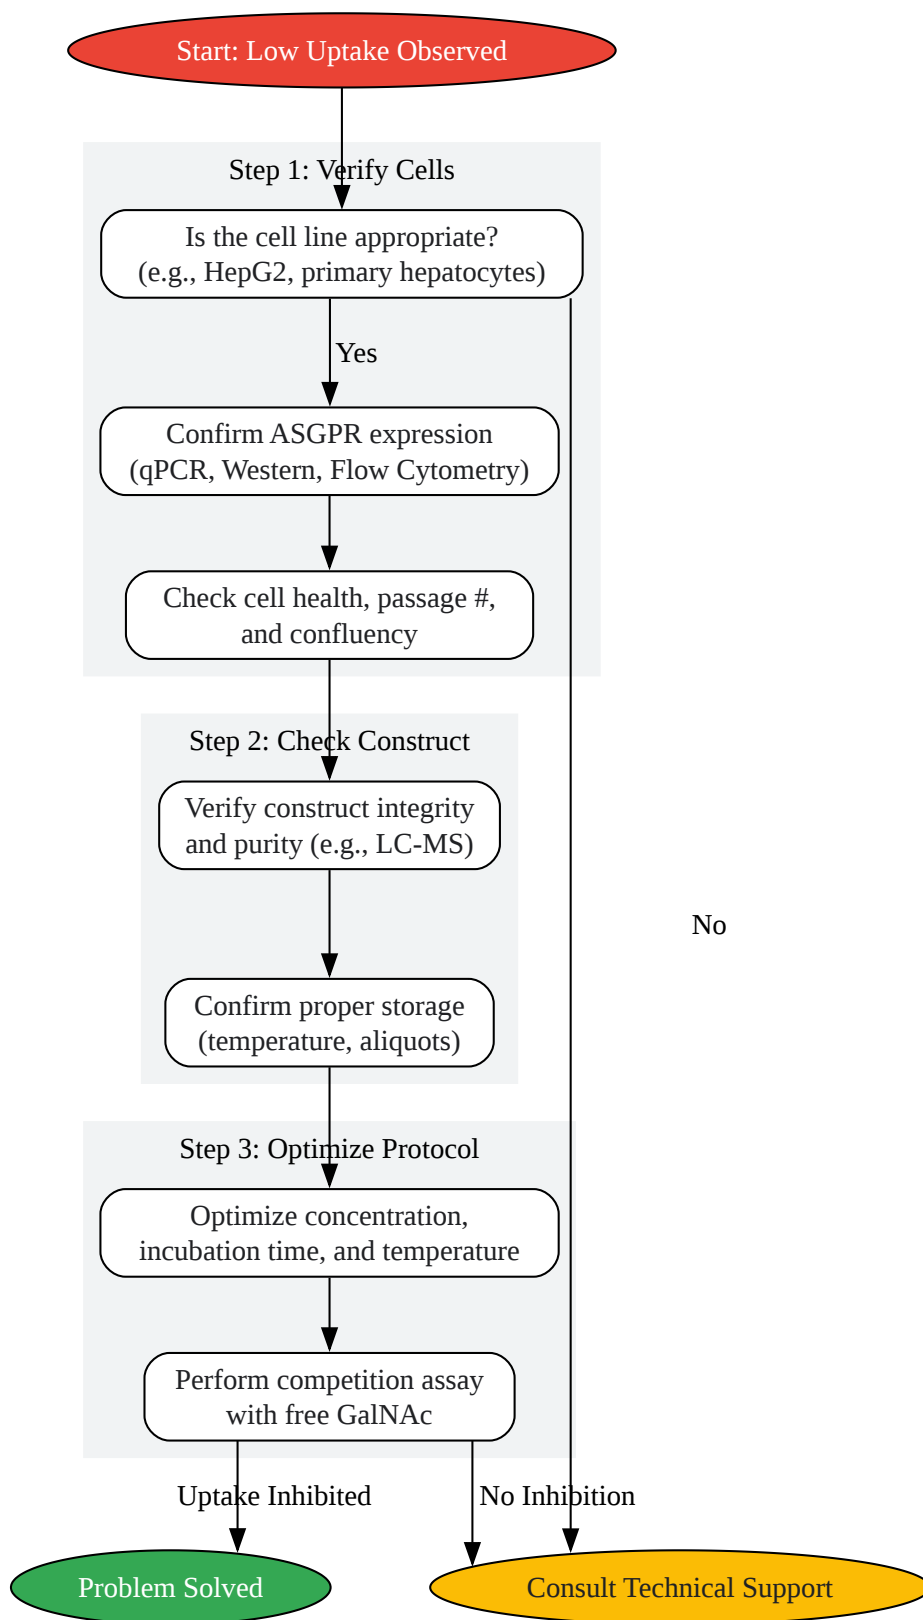 Start: Low Uptake Observed
Step 1: Verify Cells
Is the cell line appropriate?
(e.g., HepG2, primary hepatocytes)
Yes
Confirm ASGPR expression
(qPCR, Western, Flow Cytometry)
Check cell health, passage #,
and confluency
Step 2: Check Construct
Verify construct integrity
and purity (e.g., LC-MS)
No
Confirm proper storage
(temperature, aliquots)
Step 3: Optimize Protocol
Optimize concentration,
incubation time, and temperature
Perform competition assay
with free GalNAc
Uptake Inhibited
No Inhibition
Problem Solved
Consult Technical Support